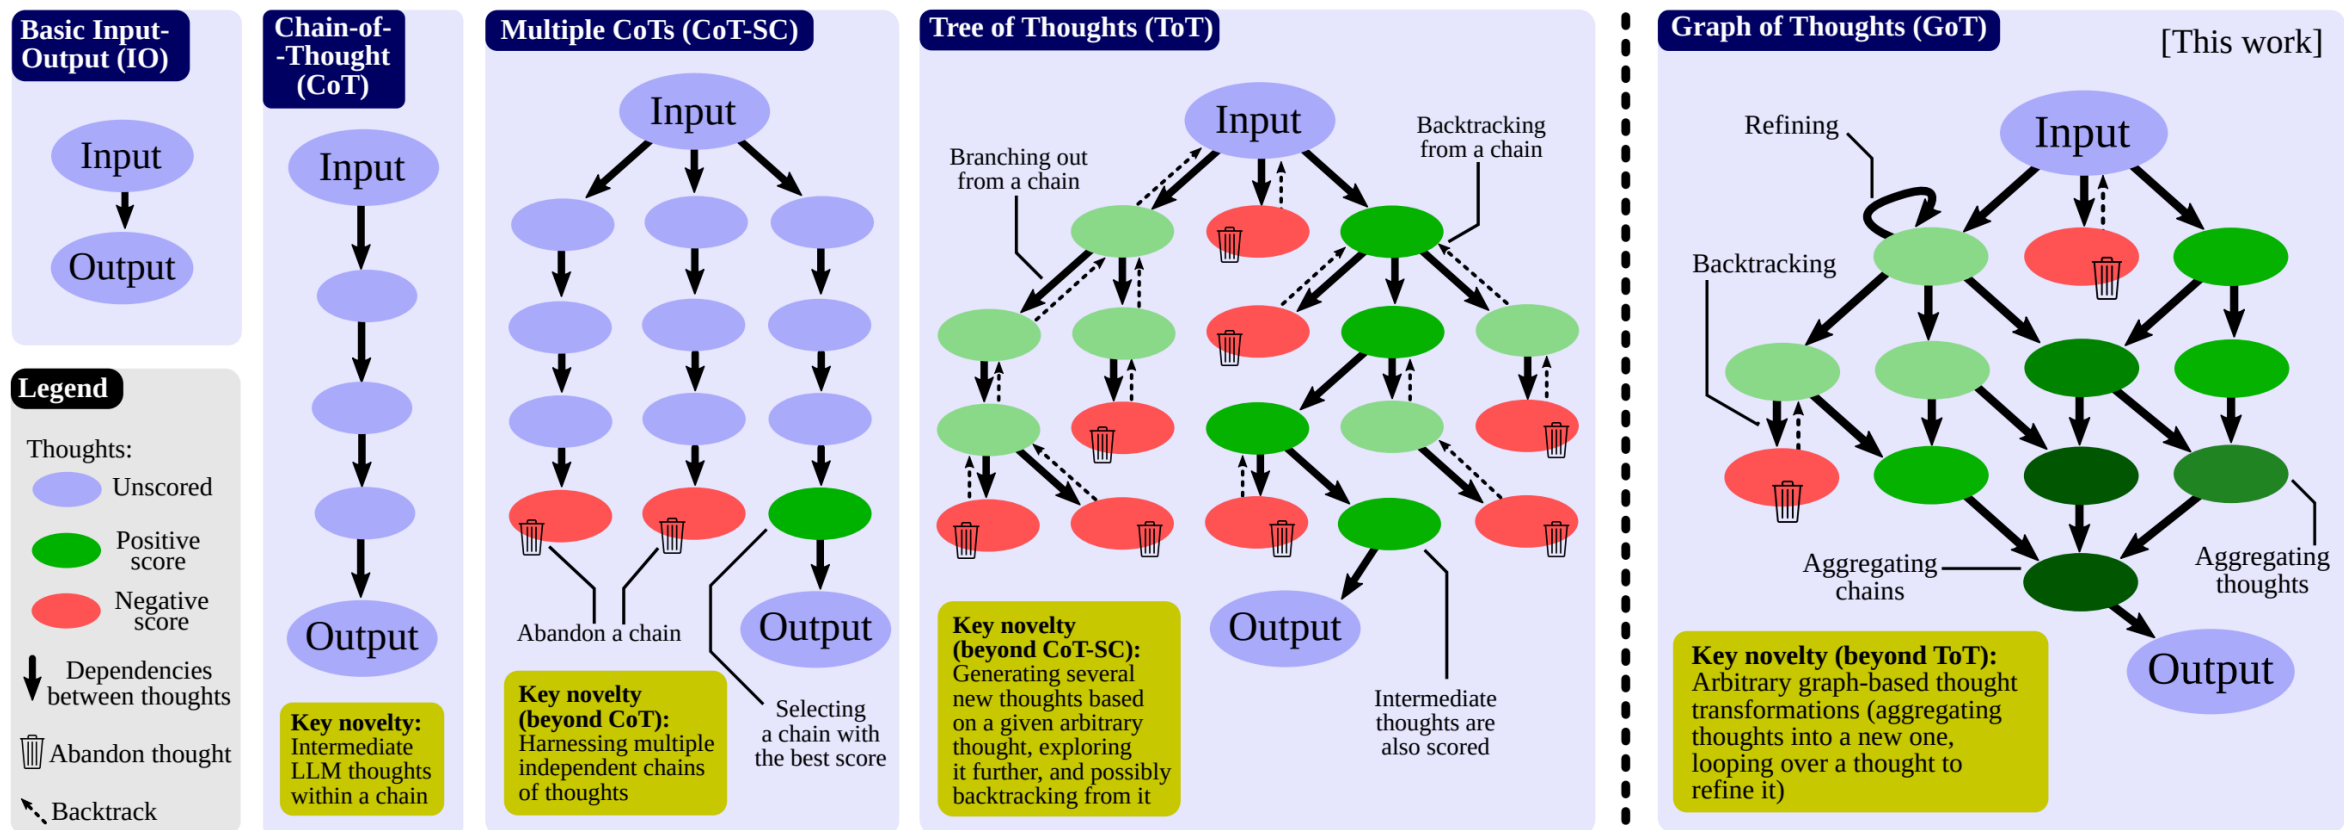 Basic Input-
Output (IO)
Input
Output
Legend
Thoughts:
Unscored
Positive
score
Negative
score
Dependencies
between thoughts
Abandon thought
Backtrack
Chain-of-
-Thought
(CoT)
Input
Output
Key novelty:
Intermediate
LLM thoughts
within a chain
Multiple CoTs (CoT-SC)
Input
Abandon a chain
Output
Key novelty
(beyond CoT):
Harnessing multiple
independent chains
of thoughts
Selecting
a chain with
the best score
Tree of Thoughts (ToT)
Input
Branching out
from a chain
Backtracking
from a chain
Output
Key novelty
(beyond CoT-SC):
Generating several
new thoughts based
on a given arbitrary
thought, exploring
it further, and possibly
backtracking from it
Intermediate
thoughts are
also scored
Graph of Thoughts (GoT)
[This work]
Refining
Input
Backtracking
Aggregating
chains
Aggregating
thoughts
Output
Key novelty (beyond ToT):
Arbitrary graph-based thought
transformations (aggregating
thoughts into a new one,
looping over a thought to
refine it)